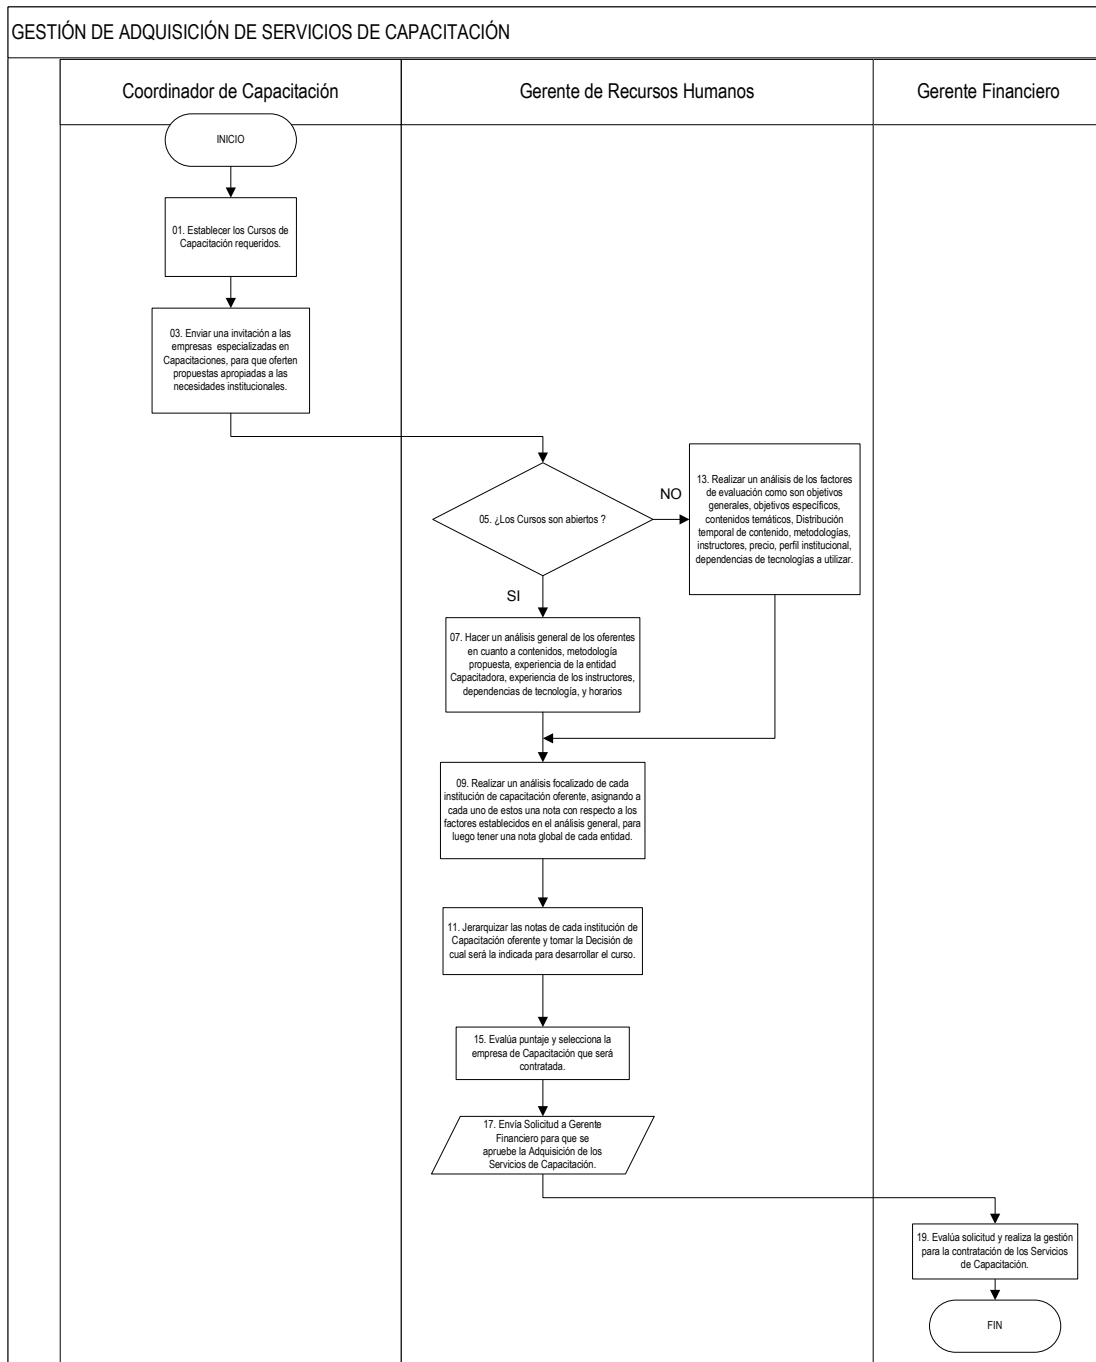 GESTIÓN DE ADQUISICIÓN DE SERVICIOS DE CAPACITACIÓN
Coordinador de Capacitación
Gerente de Recursos Humanos
Gerente Financiero
INICIO
01. Establecer los Cursos de
Capacitación requeridos.
03. Enviar una invitación a las
empresas especializadas en
Capacitaciones, para que oferten
propuestas apropiadas a las
necesidades institucionales.
05. ¿Los Cursos son abiertos ?
NO
13. Realizar un análisis de los factores
de evaluación como son objetivos
generales, objetivos específicos,
contenidos temáticos, Distribución
temporal de contenido, metodologías,
instructores, precio, perfil institucional,
dependencias de tecnologías a utilizar.
SI
07. Hacer un análisis general de los oferentes
en cuanto a contenidos, metodología
propuesta, experiencia de la entidad
Capacitadora, experiencia de los instructores,
dependencias de tecnología, y horarios
09. Realizar un análisis focalizado de cada
institución de capacitación oferente, asignando a
cada uno de estos una nota con respecto a los
factores establecidos en el análisis general, para
luego tener una nota global de cada entidad.
11. Jerarquizar las notas de cada institución de
Capacitación oferente y tomar la Decisión de
cual será la indicada para desarrollar el curso.
15. Evalúa puntaje y selecciona la
empresa de Capacitación que será
contratada.
17. Envía Solicitud a Gerente
Financiero para que se
apruebe la Adquisición de los
Servicios de Capacitación.
19. Evalúa solicitud y realiza la gestión
para la contratación de los Servicios
de Capacitación.
FIN